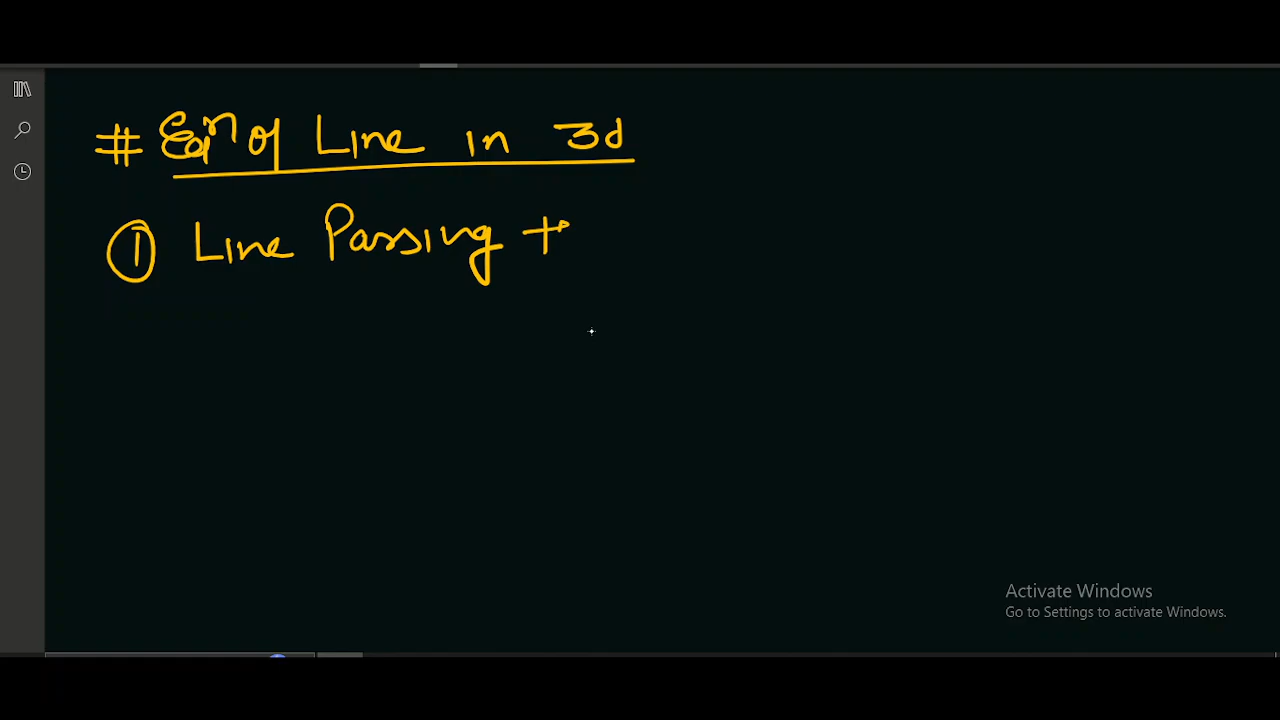 # Eqn of Line in 3d
① Line Passing
Activate Windows
Go to Settings to activate Windows.